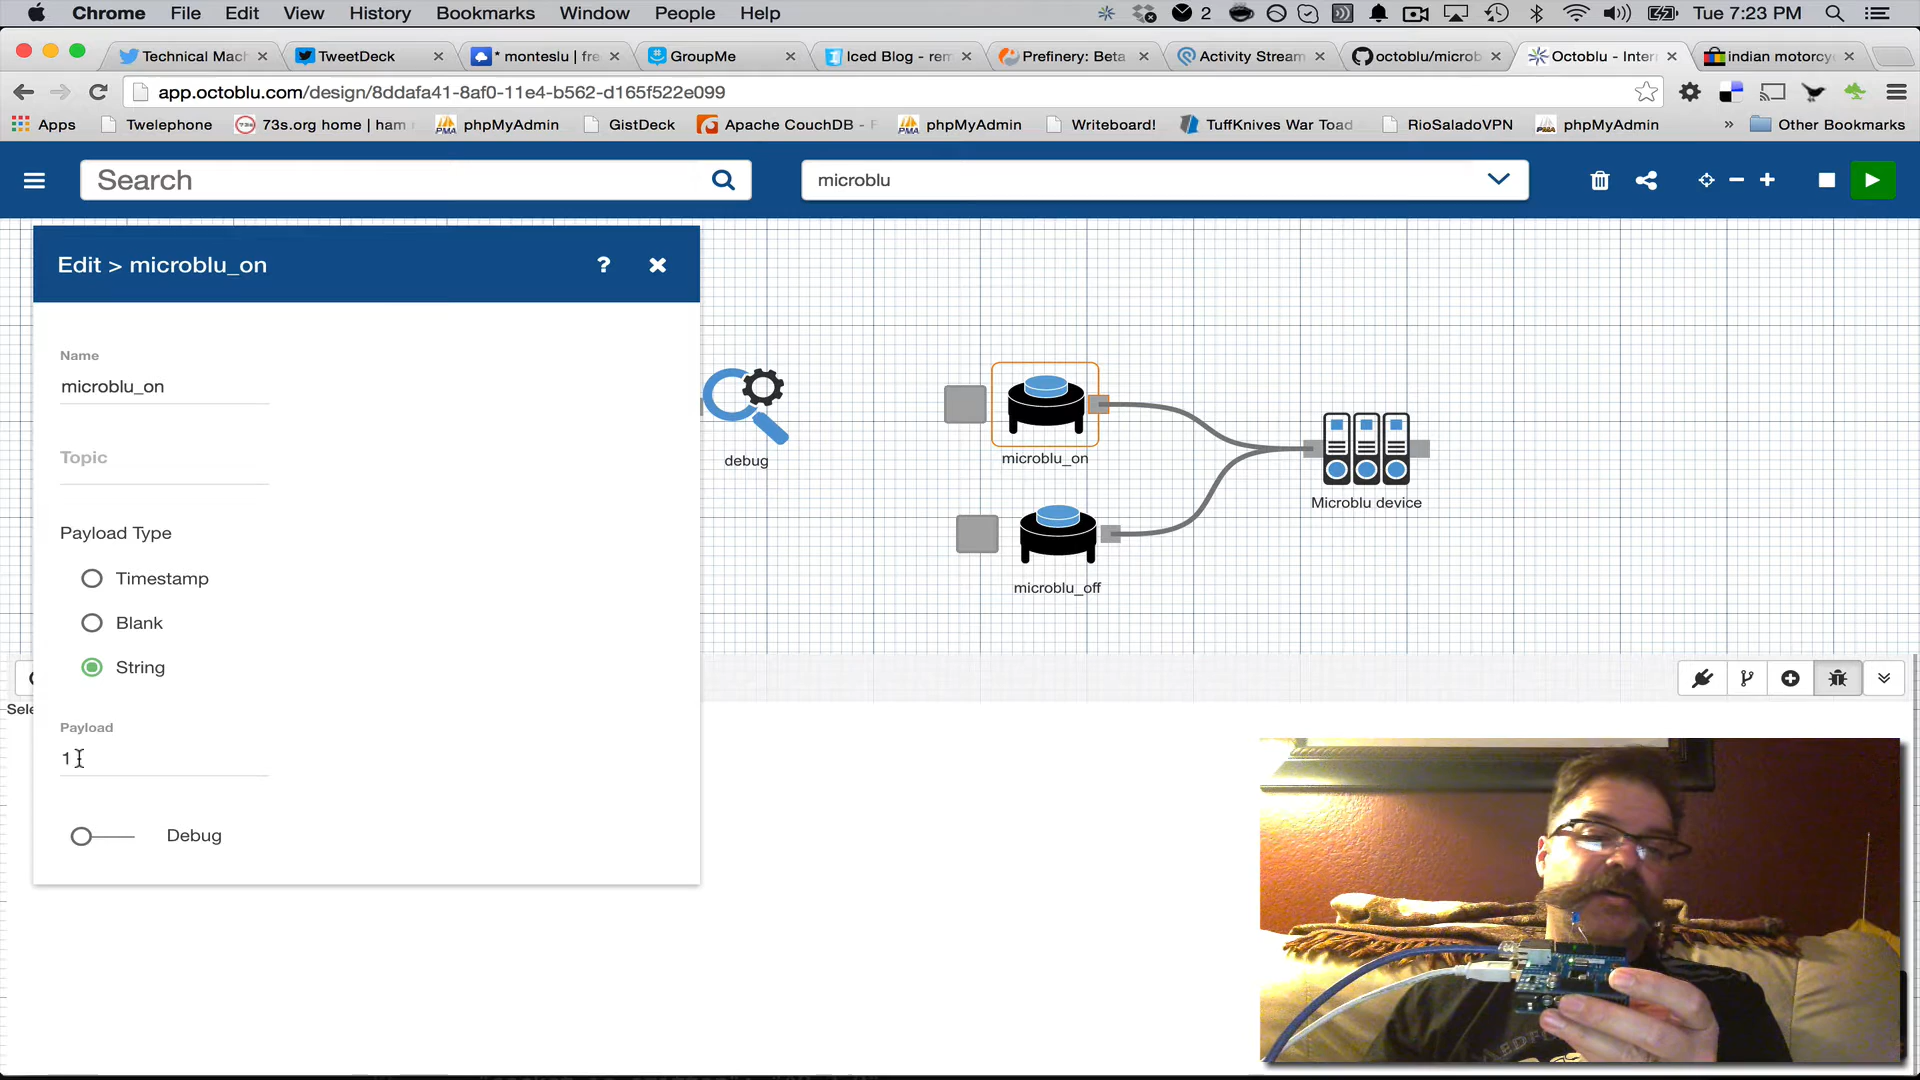 Chrome File Edit View History Bookmarks Window People Help 2 Tue 7:23 PM
Technical Mach TweetDeck * monteslu | fre GroupMe Iced Blog - rem Prefinery: Beta Activity Stream octoblu/microb Octoblu - Inter indian motorcy
app.octoblu.com/design/8ddafa41-8af0-11e4-b562-d165f522e099
Apps Twelephone 73s.org home | ham phpMyAdmin GistDeck Apache CouchDB - F phpMyAdmin Writeboard! TuffKnives War Toad RioSaladoVPN phpMyAdmin » Other Bookmarks
Search
microblu
Edit > microblu_on ?
Name
microblu_on
Topic
Payload Type
Timestamp
Blank
String
Payload
1
Debug
debug
microblu_on
microblu_off
Microblu device
Sele